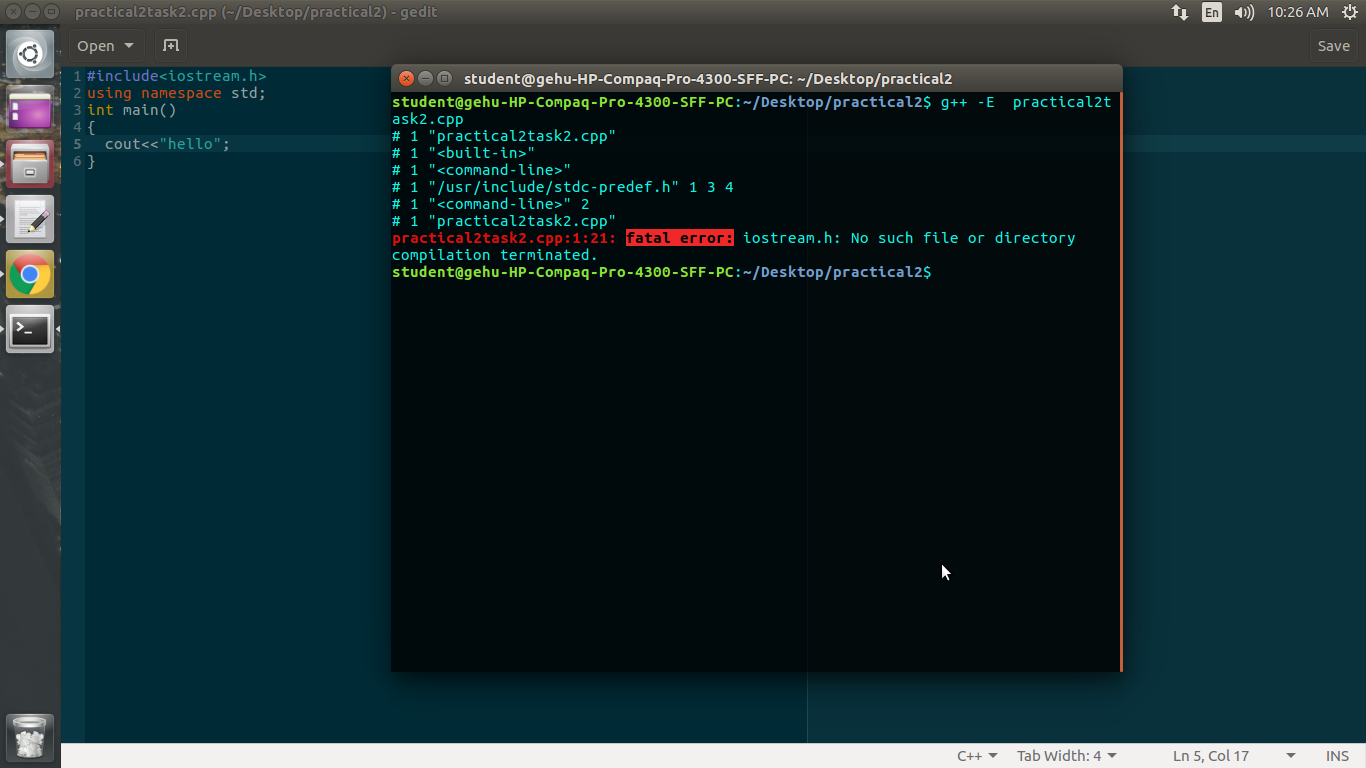 practical2task2.cpp (~/Desktop/practical2) - gedit
En 10:26 AM
Open Save
1 #include<iostream.h>
2 using namespace std;
3 int main()
4 {
5 cout<<"hello";
6 }
student@gehu-HP-Compaq-Pro-4300-SFF-PC: ~/Desktop/practical2
student@gehu-HP-Compaq-Pro-4300-SFF-PC:~/Desktop/practical2$ g++ -E  practical2t
ask2.cpp
# 1 "practical2task2.cpp"
# 1 "<built-in>"
# 1 "<command-line>"
# 1 "/usr/include/stdc-predef.h" 1 3 4
# 1 "<command-line>" 2
# 1 "practical2task2.cpp"
practical2task2.cpp:1:21: fatal error: iostream.h: No such file or directory
compilation terminated.
student@gehu-HP-Compaq-Pro-4300-SFF-PC:~/Desktop/practical2$
C++ Tab Width: 4 Ln 5, Col 17 INS